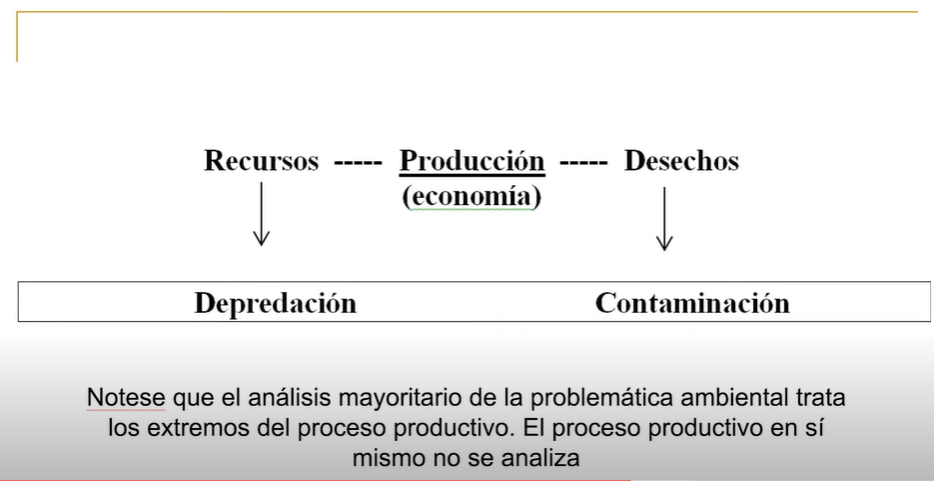 Recursos ----- Producción ----- Desechos
(economía)
Depredación Contaminación
Notese que el análisis mayoritario de la problemática ambiental trata
los extremos del proceso productivo. El proceso productivo en sí
mismo no se analiza